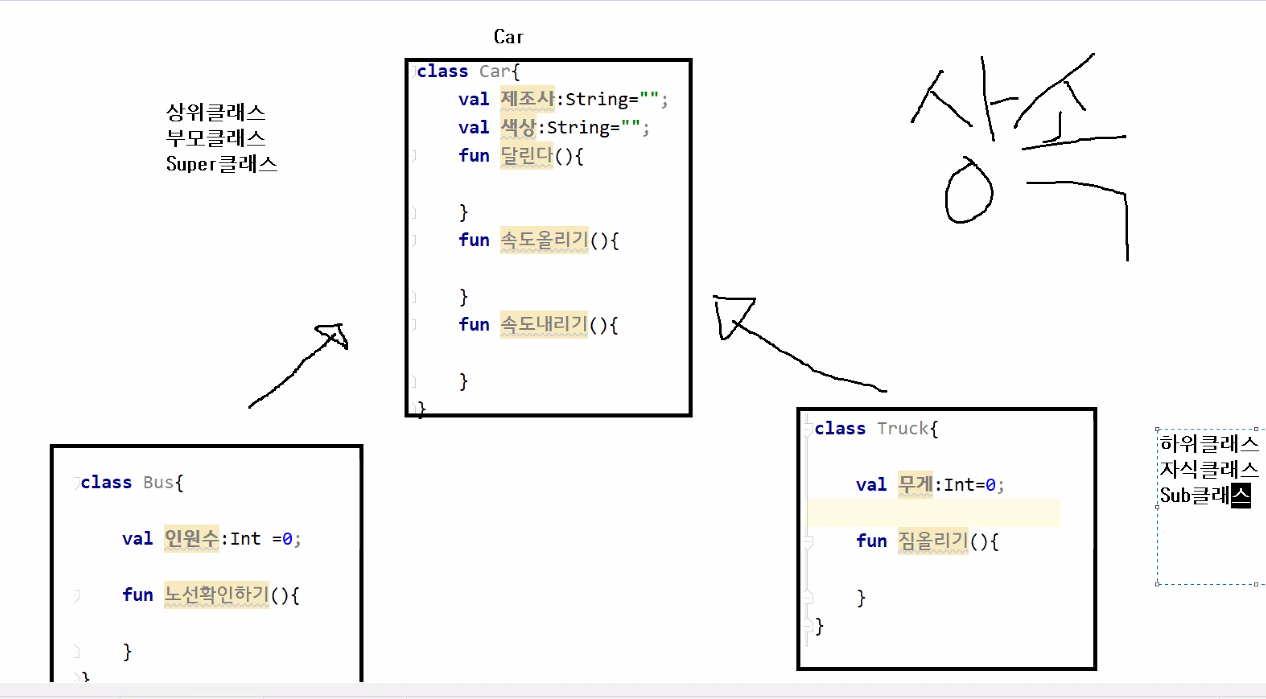 Car
상위클래스
부모클래스
Super클래스
class Car{
val 제조사:String="";
val 색상:String="";
fun 달린다(){
}
fun 속도올리기(){
}
fun 속도내리기(){
}
}
상속
class Bus{
val 인원수:Int =0;
fun 노선확인하기(){
}
}
class Truck{
val 무게:Int=0;
fun 짐올리기(){
}
}
하위클래스
자식클래스
Sub클래스